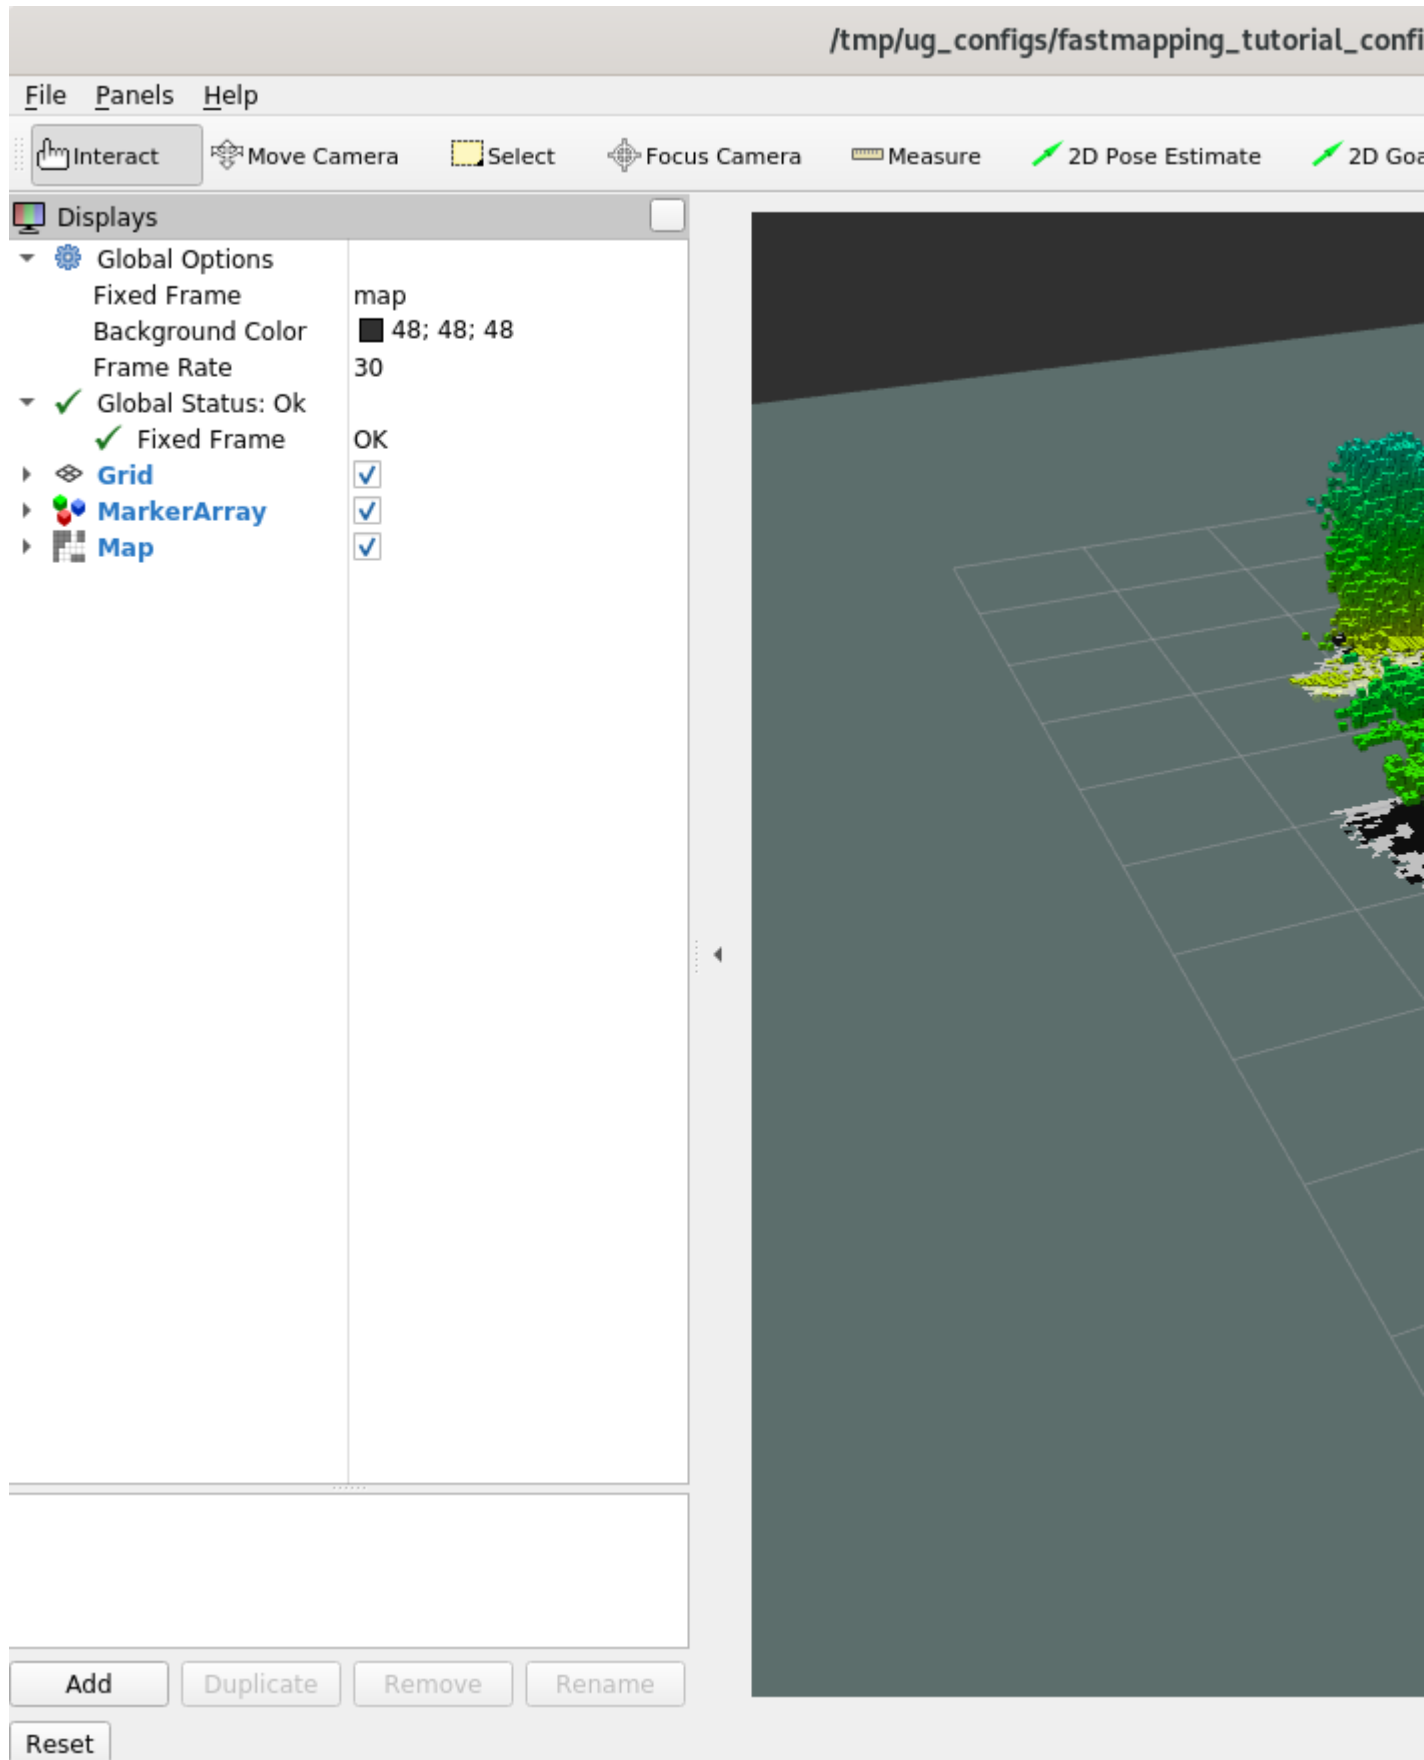 /tmp/ug_configs/fastmapping_tutorial_confi
File Panels Help
Interact Move Camera Select Focus Camera Measure 2D Pose Estimate 2D Goa
Displays
Global Options
Fixed Frame map
Background Color 48; 48; 48
Frame Rate 30
Global Status: Ok
Fixed Frame OK
Grid
MarkerArray
Map
Add Duplicate Remove Rename
Reset